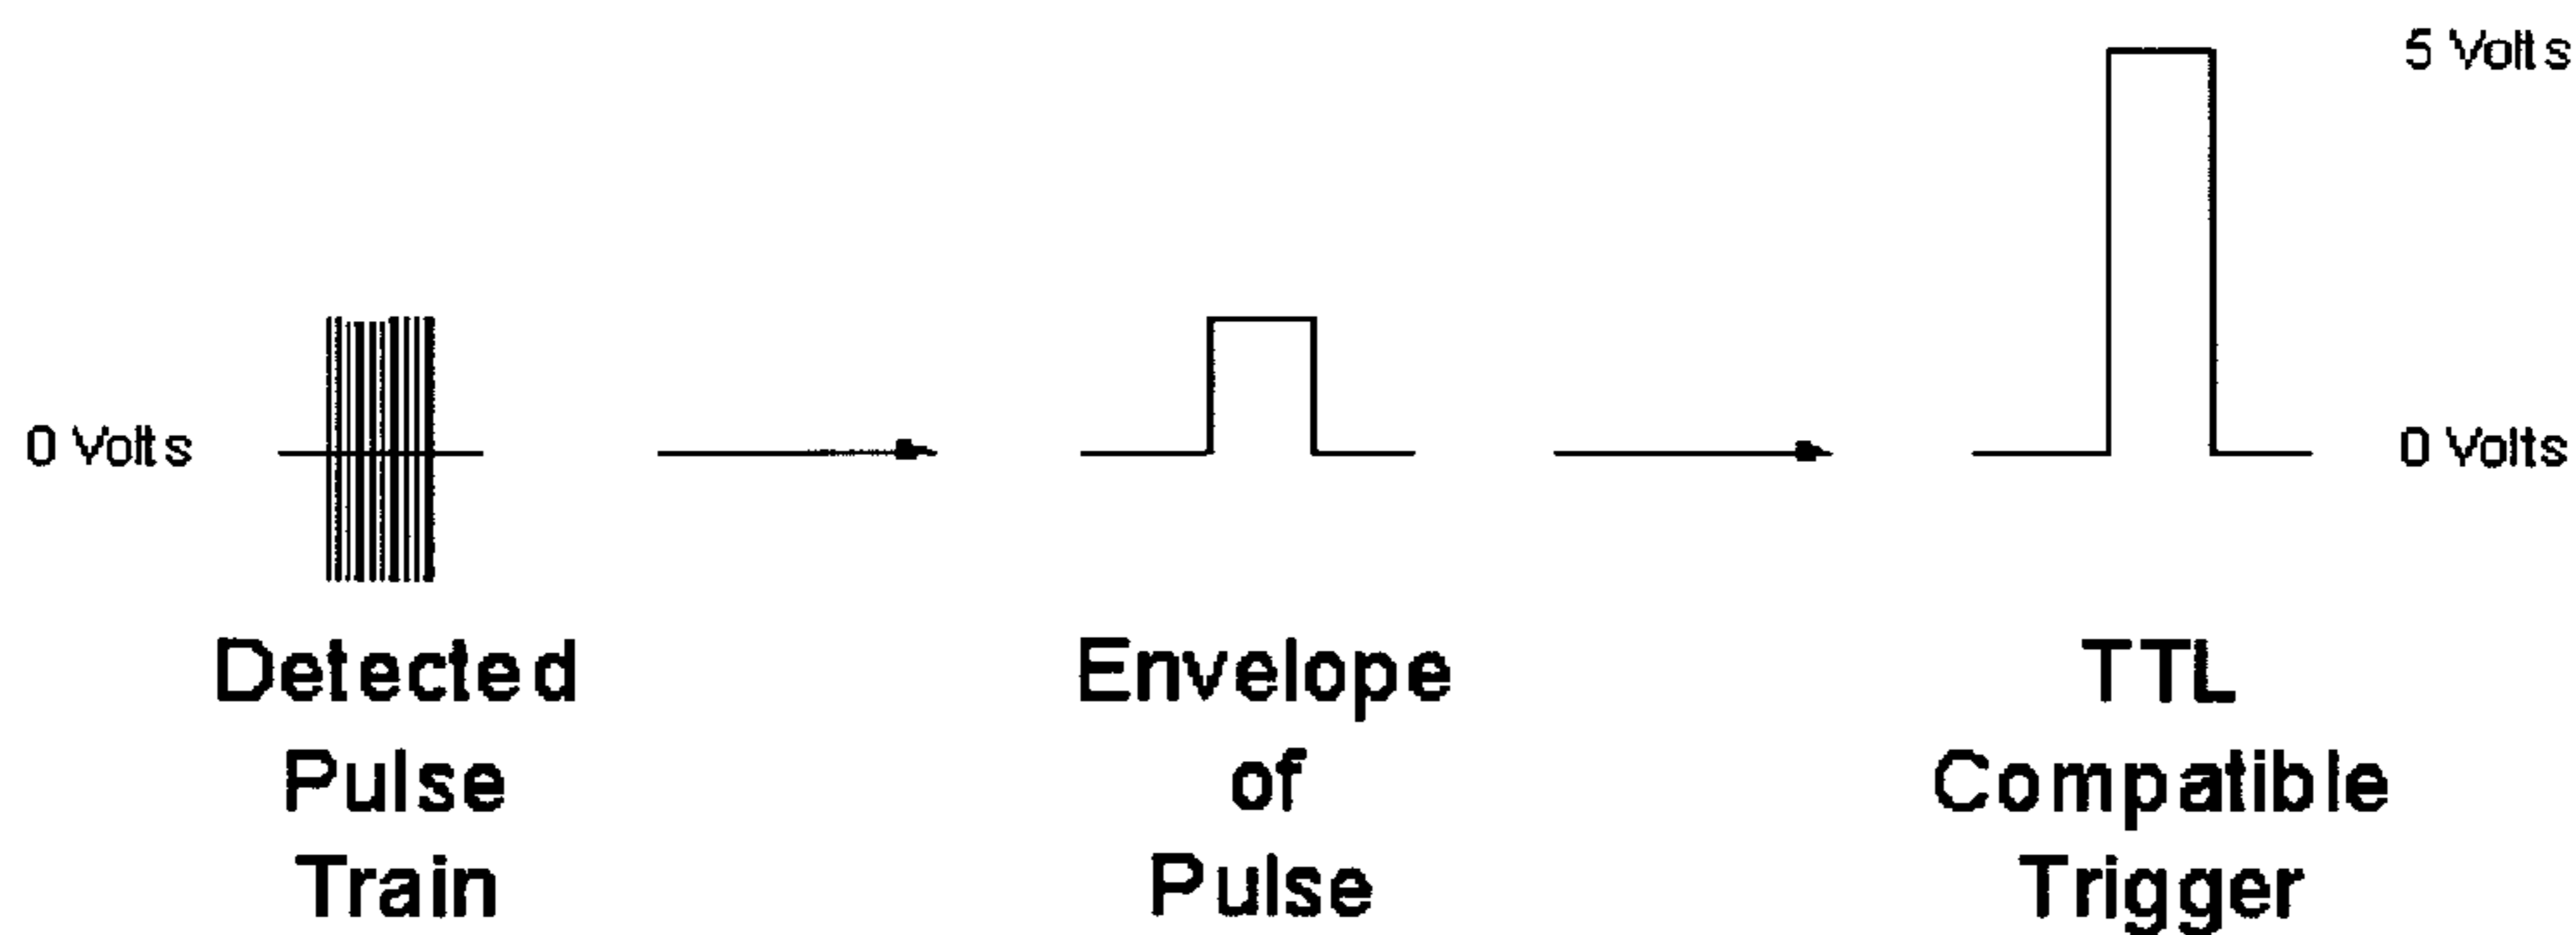 5 Volts
0 Volts
0 Volts
Detected
Pulse
Train
Envelope
of
Pulse
TTL
Compatible
Trigger